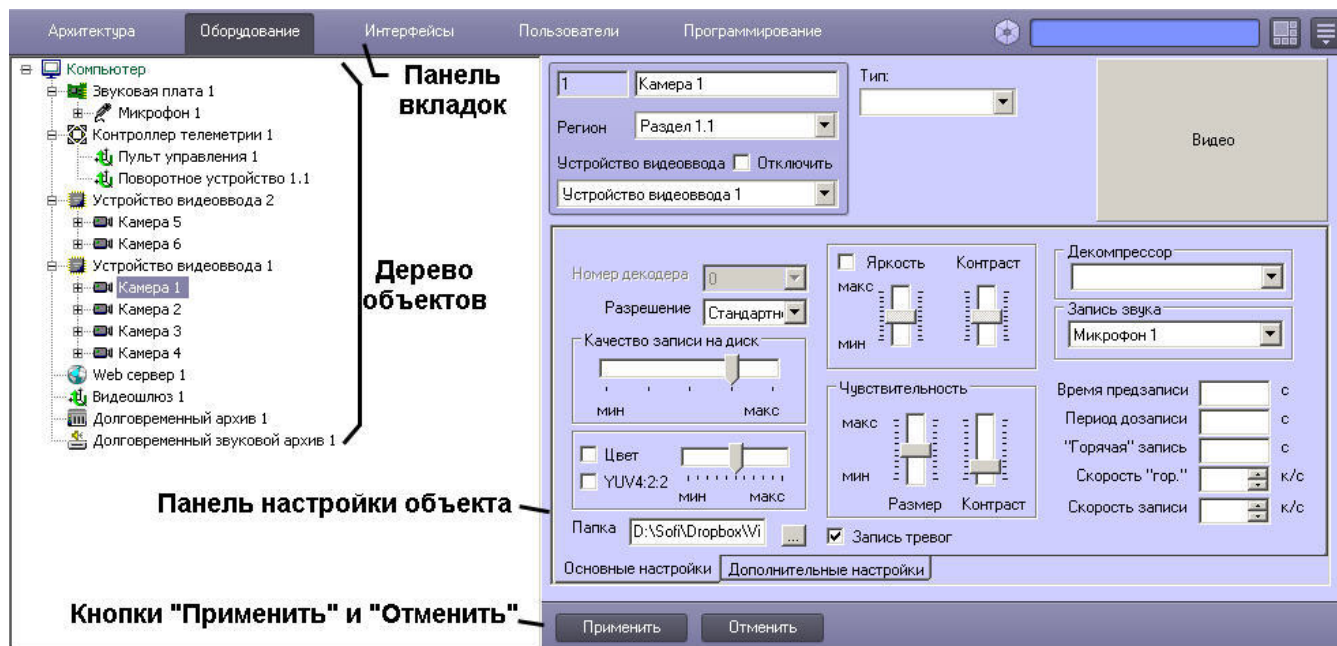 Архитектура Оборудование Интерфейсы Пользователи Программирование
Компьютер
Звуковая плата 1
Микрофон 1
Контроллер телеметрии 1
Пульт управления 1
Поворотное устройство 1.1
Устройство видеоввода 2
Камера 5
Камера 6
Устройство видеоввода 1
Камера 1
Камера 2
Камера 3
Камера 4
Web сервер 1
Видеошлюз 1
Долговременный архив 1
Долговременный звуковой архив 1
Панель
вкладок
Дерево
объектов
Панель настройки объекта
Кнопки "Применить" и "Отменить"
1 Камера 1
Регион Раздел 1.1
Устройство видеоввода Отключить
Устройство видеоввода 1
Тип:
Видео
Номер декодера 0
Разрешение Стандартн
Качество записи на диск
мин макс
Цвет
YUV4:2:2
мин макс
Папка D:\Sofi\Dropbox\Vi ...
Яркость Контраст
макс
мин
Чувствительность
макс
мин
Размер Контраст
Запись тревог
Декомпрессор
Запись звука
Микрофон 1
Время предзаписи с
Период дозаписи с
"Горячая" запись с
Скорость "гор." к/с
Скорость записи к/с
Основные настройки Дополнительные настройки
Применить Отменить